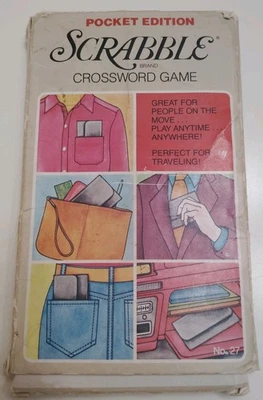 POCKET EDITION
SCRABBLE®
BRAND
CROSSWORD GAME
GREAT FOR
PEOPLE ON THE
MOVE...
PLAY ANYTIME...
ANYWHERE!
PERFECT FOR
TRAVELING!
No. 27